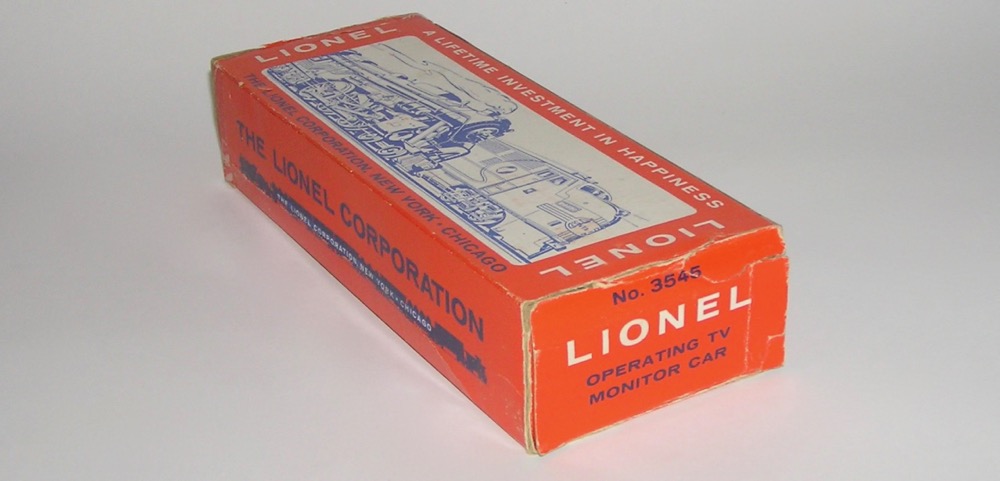 LIONEL
A LIFETIME INVESTMENT IN HAPPINESS
THE LIONEL CORPORATION, NEW YORK • CHICAGO
LIONEL
THE LIONEL CORPORATION
THE LIONEL CORPORATION, NEW YORK • CHICAGO
No. 3545
LIONEL
OPERATING TV
MONITOR CAR